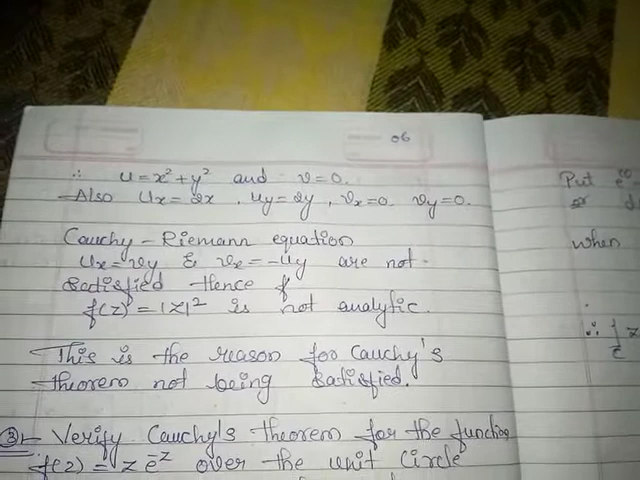 06
∴ u = x² + y² and v = 0.
Also Ux = 2x , Uy = 2y , Vx = 0. Vy = 0.
Cauchy - Riemann equation
Ux = Vy & Vx = -Uy are not
satisfied Hence f
f(z) = |z|² is not analytic.
This is the reason for Cauchy's
theorem not being satisfied.
③ - Verify Cauchy's theorem for the function
f(z) = z e^-z over the unit circle
Put
or
when
∴ ∫ z
c